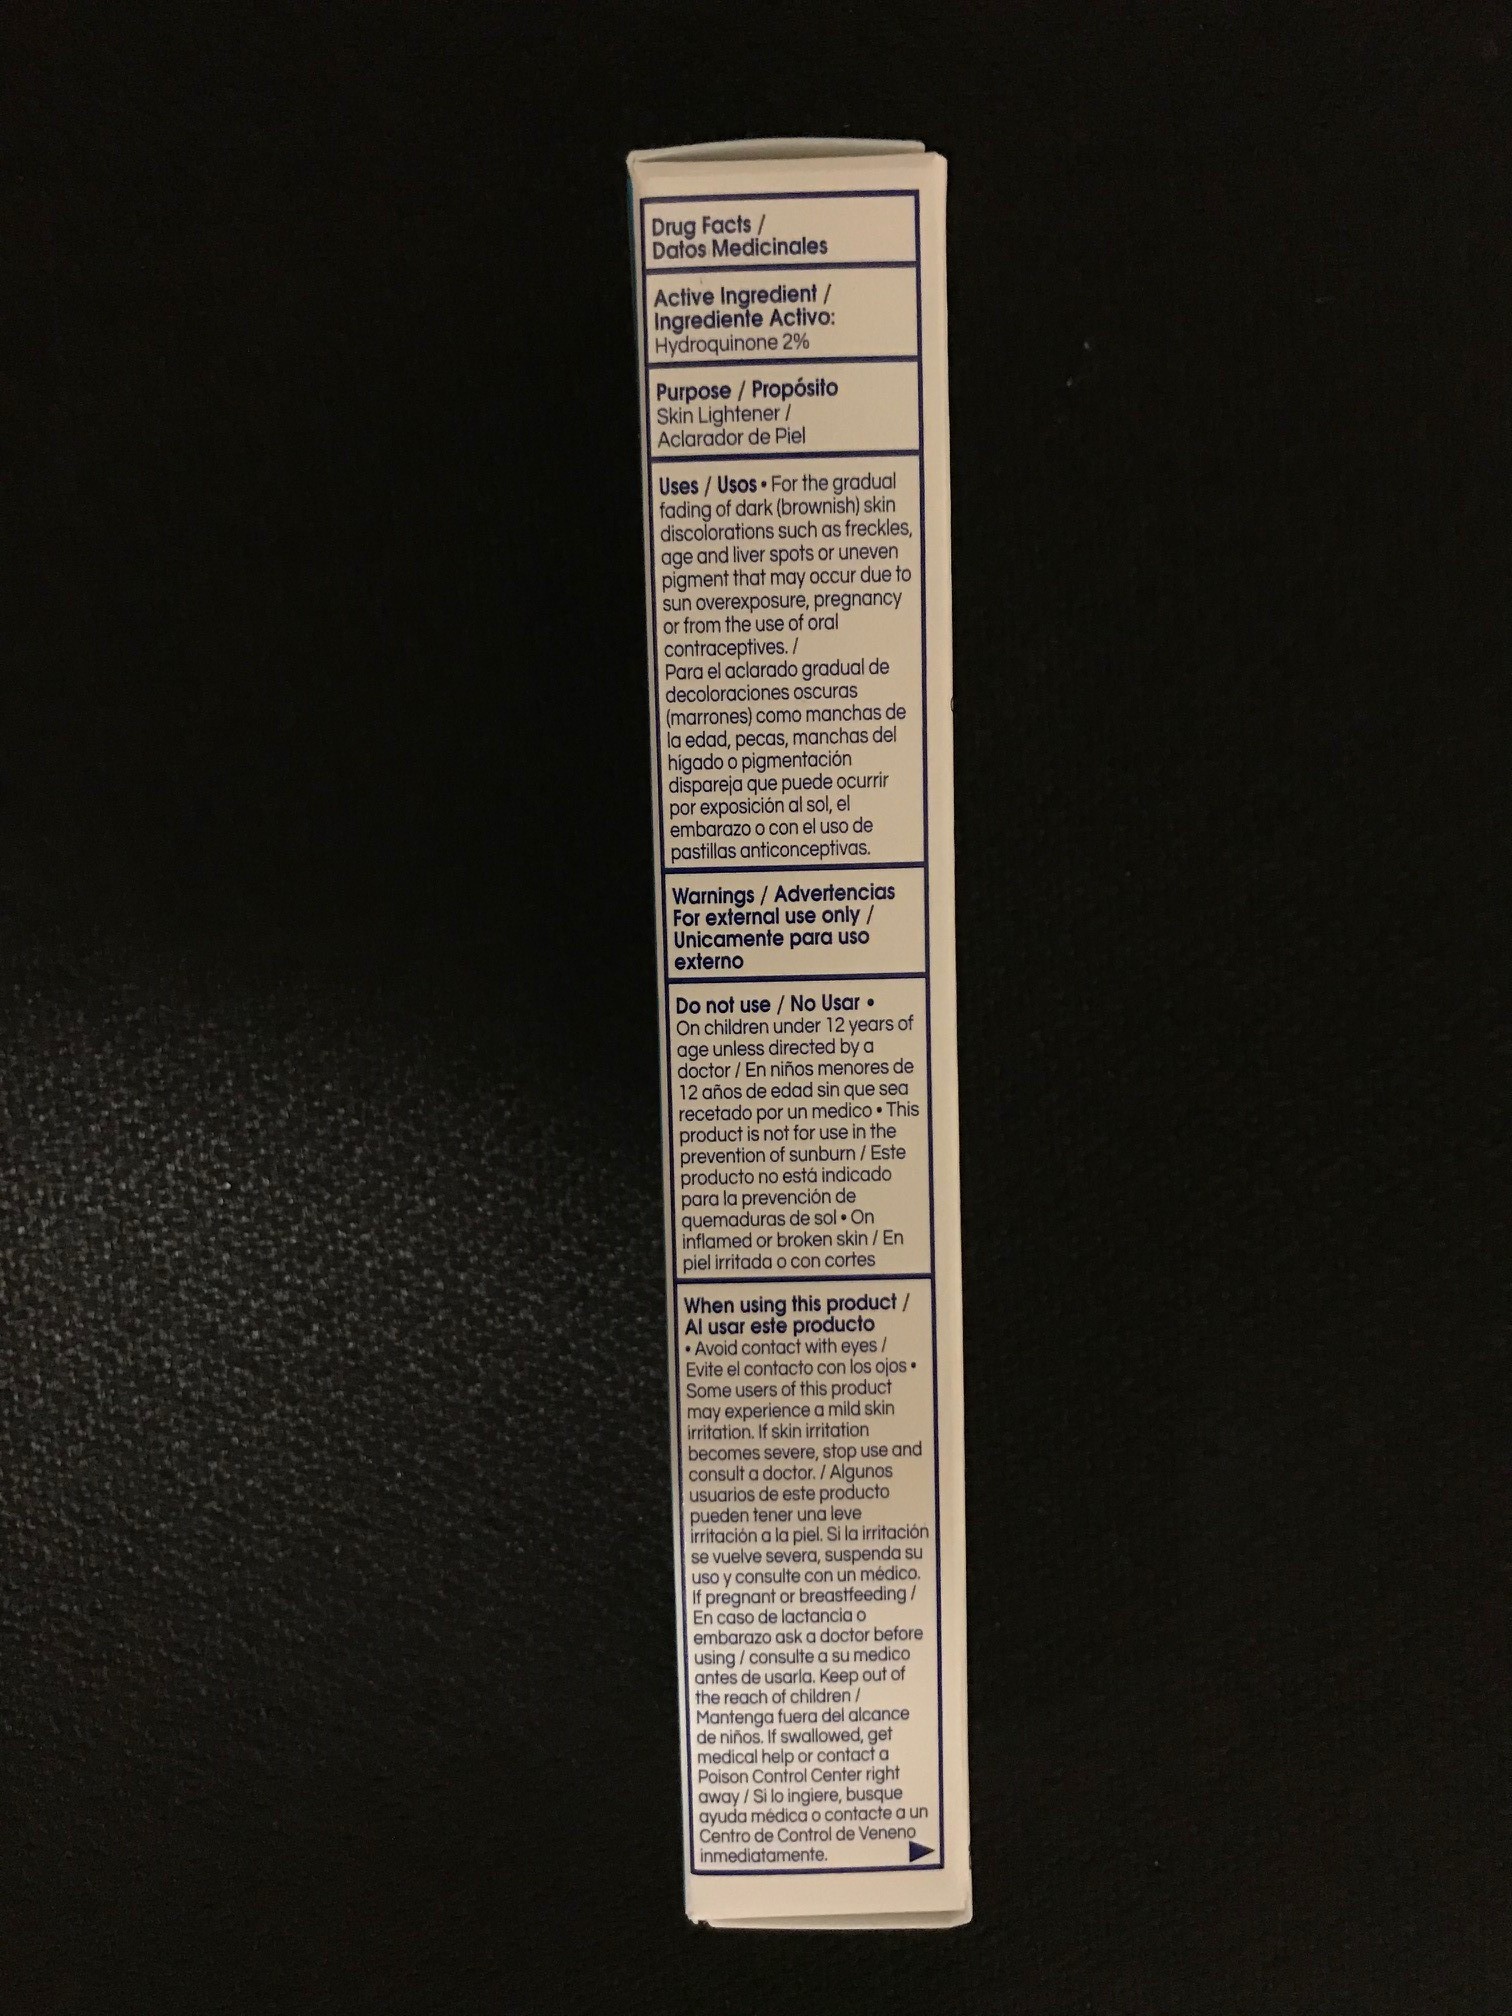 Drug Facts /
Datos Medicinales
Active Ingredient /
Ingrediente Activo:
Hydroquinone 2%
Purpose / Propósito
Skin Lightener /
Aclarador de Piel
Uses / Usos • For the gradual
fading of dark (brownish) skin
discolorations such as freckles,
age and liver spots or uneven
pigment that may occur due to
sun overexposure, pregnancy
or from the use of oral
contraceptives. /
Para el aclarado gradual de
decoloraciones oscuras
(marrones) como manchas de
la edad, pecas, manchas del
hígado o pigmentación
dispareja que puede ocurrir
por exposición al sol, el
embarazo o con el uso de
pastillas anticonceptivas.
Warnings / Advertencias
For external use only /
Unicamente para uso
externo
Do not use / No Usar •
On children under 12 years of
age unless directed by a
doctor / En niños menores de
12 años de edad sin que sea
recetado por un medico • This
product is not for use in the
prevention of sunburn / Este
producto no está indicado
para la prevención de
quemaduras de sol • On
inflamed or broken skin / En
piel irritada o con cortes
When using this product /
Al usar este producto
• Avoid contact with eyes /
Evite el contacto con los ojos •
Some users of this product
may experience a mild skin
irritation. If skin irritation
becomes severe, stop use and
consult a doctor. / Algunos
usuarios de este producto
pueden tener una leve
irritación a la piel. Si la irritación
se vuelve severa, suspenda su
uso y consulte con un médico.
If pregnant or breastfeeding /
En caso de lactancia o
embarazo ask a doctor before
using / consulte a su medico
antes de usarla. Keep out of
the reach of children /
Mantenga fuera del alcance
de niños. If swallowed, get
medical help or contact a
Poison Control Center right
away / Si lo ingiere, busque
ayuda médica o contacte a un
Centro de Control de Veneno
inmediatamente.